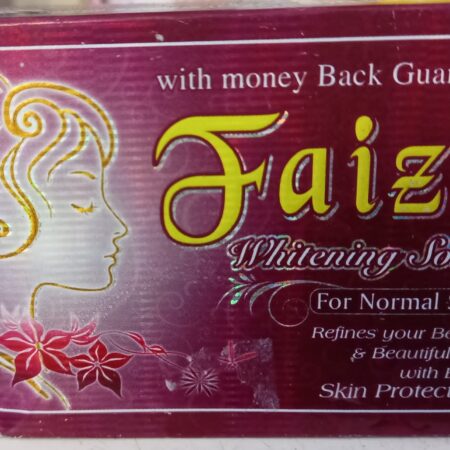 with money Back Guar
Faiz
Whitening So
For Normal S
Refines your Be
& Beautiful
with E
Skin Protect